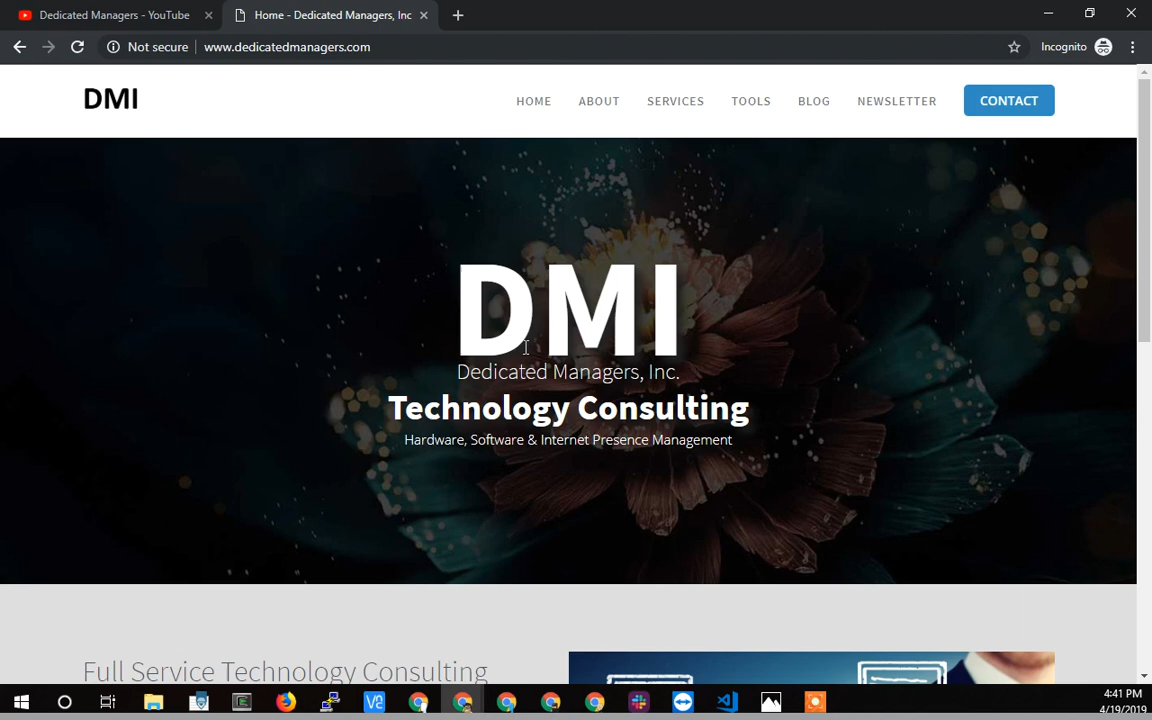 Dedicated Managers - YouTube
Home - Dedicated Managers, Inc
Not secure
www.dedicatedmanagers.com
Incognito
DMI
HOME
ABOUT
SERVICES
TOOLS
BLOG
NEWSLETTER
CONTACT
DMI
Dedicated Managers, Inc.
Technology Consulting
Hardware, Software & Internet Presence Management
Full Service Technology Consulting
4:41 PM
4/19/2019